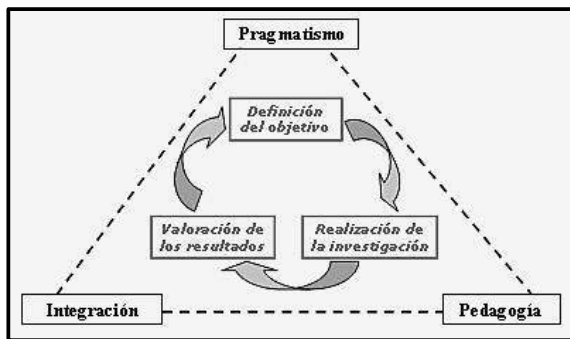 Pragmatismo
Definición
del objetivo
Valoración de
los resultados
Realización de
la investigación
Integración
Pedagogía